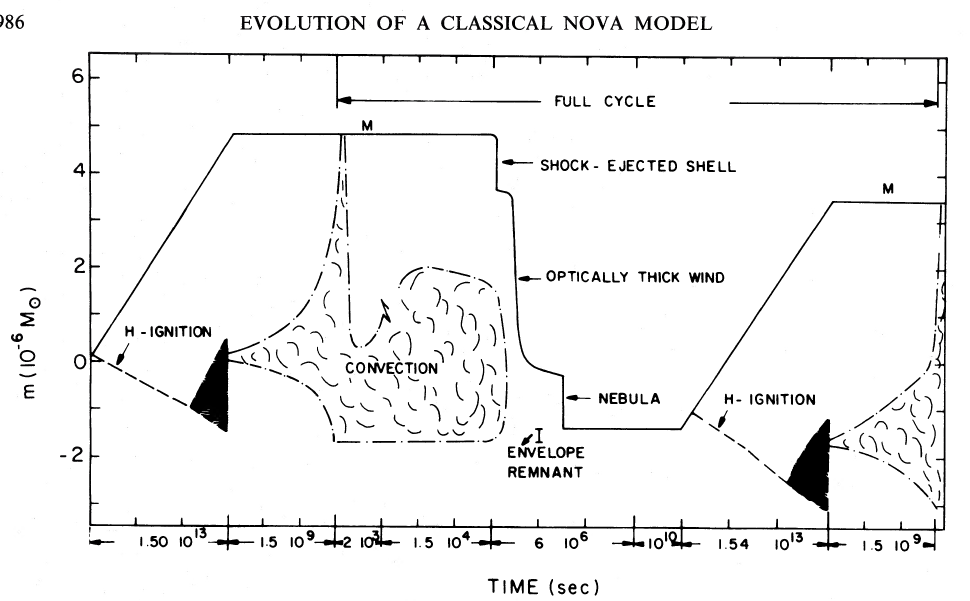 986
EVOLUTION OF A CLASSICAL NOVA MODEL
6
4
2
0
-2
m (10⁻⁶ M☉)
FULL CYCLE
M
SHOCK-EJECTED SHELL
M
OPTICALLY THICK WIND
H-IGNITION
CONVECTION
NEBULA
H-IGNITION
I
ENVELOPE
REMNANT
1.50 10¹³ 1.5 10⁹ 2 10³ 1.5 10⁴ 6 10⁶ 10¹⁰ 1.54 10¹³ 1.5 10⁹
TIME (sec)